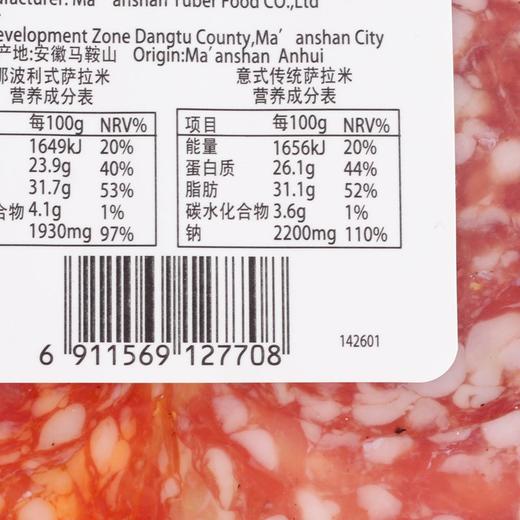 Ma' anshan Yuber Food CO.,Ltd
evelopment Zone Dangtu County,Ma' anshan City
产地:安徽马鞍山 Origin:Ma'anshan Anhui
那波利式萨拉米
营养成分表
每100g NRV%
1649kJ 20%
23.9g 40%
31.7g 53%
合物 4.1g 1%
1930mg 97%
意式传统萨拉米
营养成分表
项目 每100g NRV%
能量 1656kJ 20%
蛋白质 26.1g 44%
脂肪 31.1g 52%
碳水化合物 3.6g 1%
钠 2200mg 110%
6 911569 127708
142601